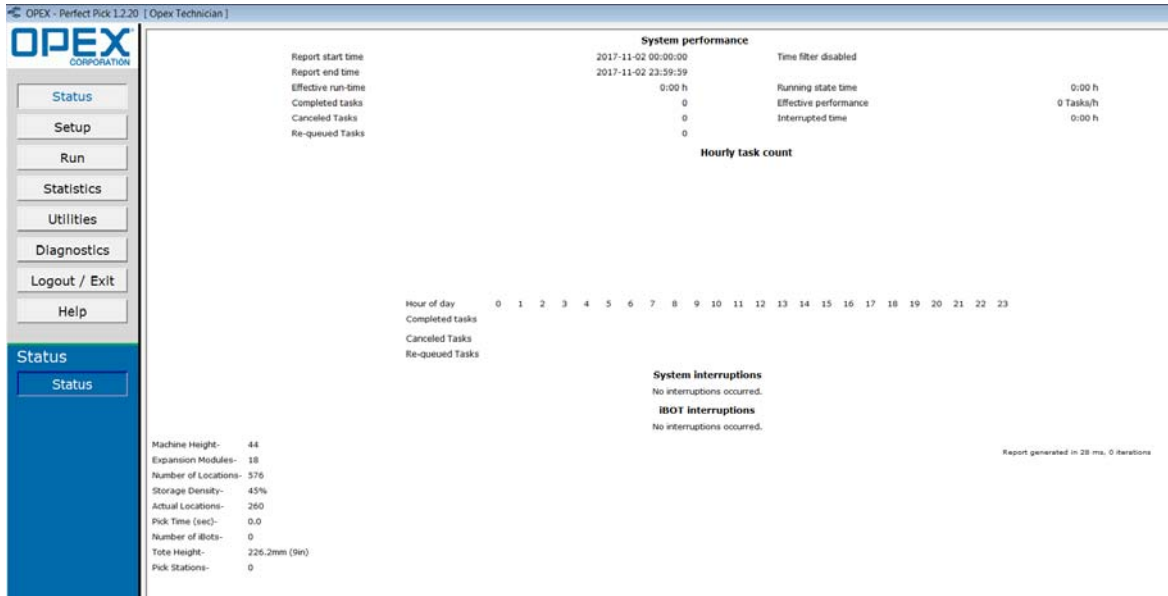 OPEX - Perfect Pick 1.2.20 [ Opex Technician ]
OPEX
CORPORATION
Status
Setup
Run
Statistics
Utilities
Diagnostics
Logout / Exit
Help
Status
Status
System performance
Report start time 2017-11-02 00:00:00 Time filter disabled
Report end time 2017-11-02 23:59:59
Effective run-time 0:00 h Running state time 0:00 h
Completed tasks 0 Effective performance 0 Tasks/h
Canceled Tasks 0 Interrupted time 0:00 h
Re-queued Tasks 0
Hourly task count
Hour of day 0 1 2 3 4 5 6 7 8 9 10 11 12 13 14 15 16 17 18 19 20 21 22 23
Completed tasks
Canceled Tasks
Re-queued Tasks
System interruptions
No interruptions occurred.
iBOT interruptions
No interruptions occurred.
Machine Height- 44
Expansion Modules- 18
Number of Locations- 576
Storage Density- 45%
Actual Locations- 260
Pick Time (sec)- 0.0
Number of iBots- 0
Tote Height- 226.2mm (9in)
Pick Stations- 0
Report generated in 28 ms, 0 iterations